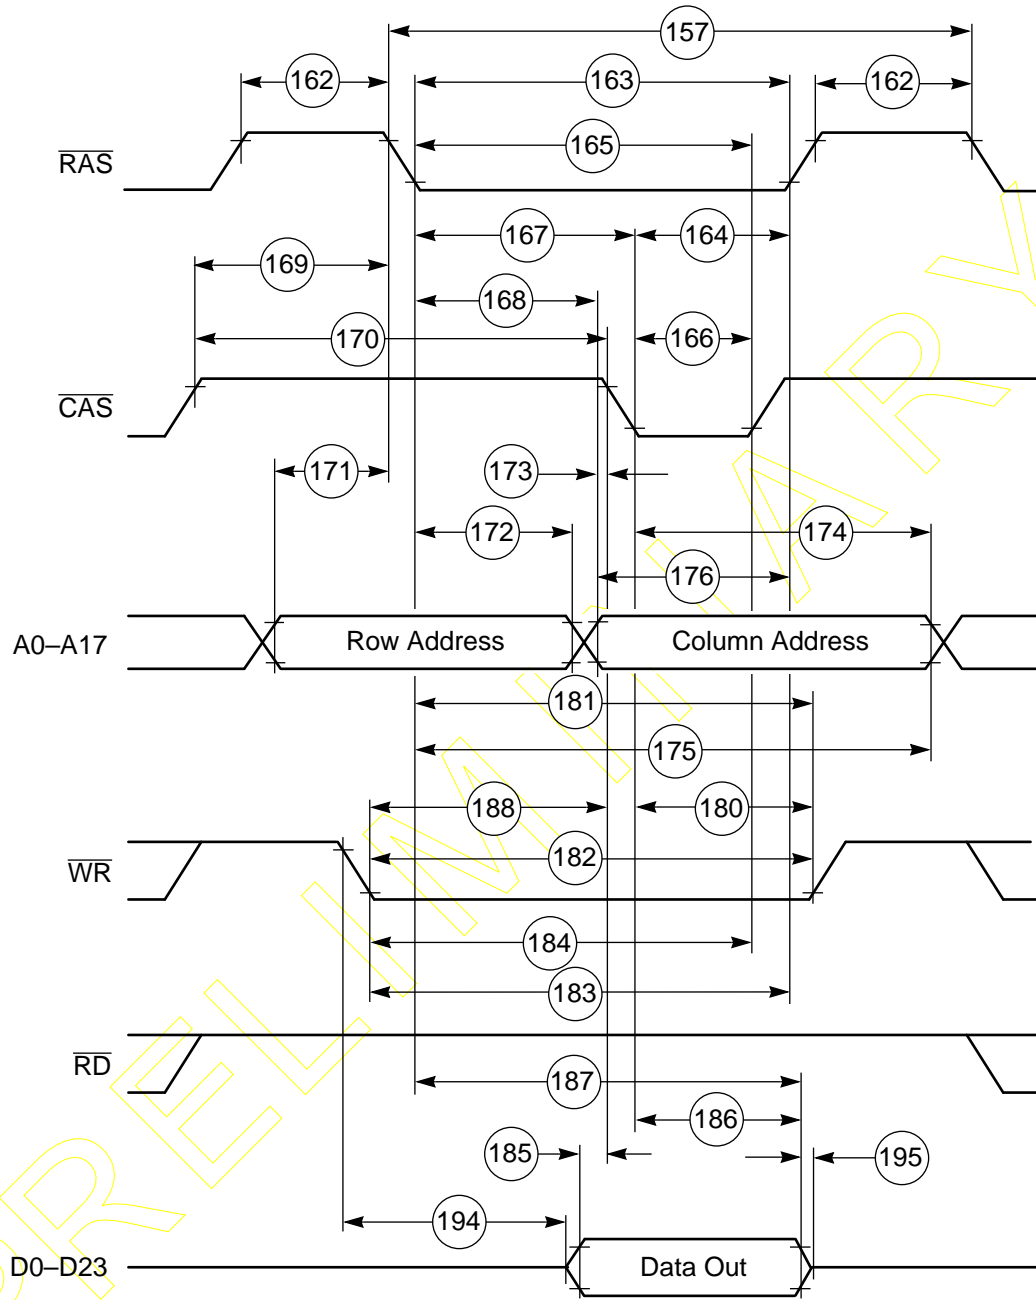 157
162
163
162
165
RAS
167
164
169
168
170
166
CAS
171
173
172
174
176
A0–A17
Row Address
Column Address
181
175
188
180
WR
182
184
183
RD
187
186
185
195
194
D0–D23
Data Out
PRELIMINARY